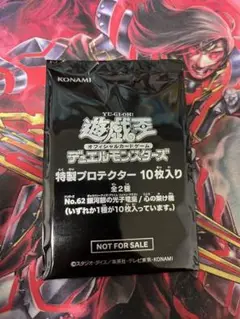 KONAMI
YU-GI-OH!
遊戯王
オフィシャルカードゲーム
デュエルモンスターズ
特製プロテクター 10枚入り
全2種
No.62 銀河眼の光子竜皇/心の架け橋
(いずれか1種が10枚入っています。)
NOT FOR SALE
©スタジオ・ダイス/集英社・テレビ東京・KONAMI